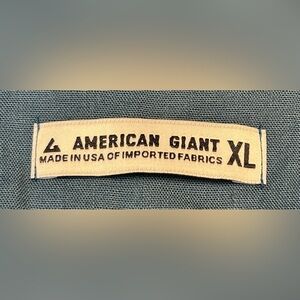 AMERICAN GIANT
MADE IN USA OF IMPORTED FABRICS
XL